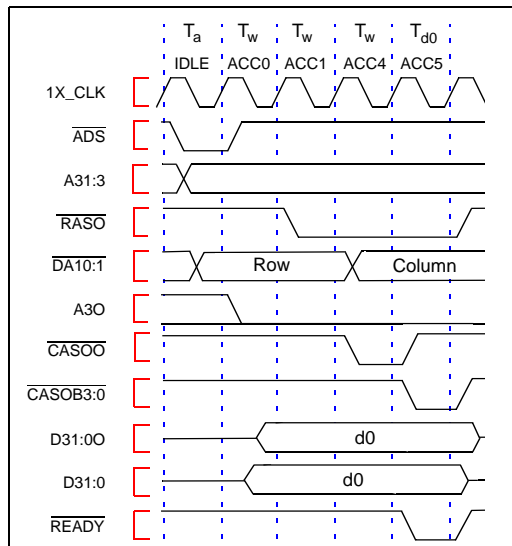 Ta Tw Tw Tw Td0
IDLE ACC0 ACC1 ACC4 ACC5
1X_CLK
ADS
A31:3
RASO
DA10:1 Row Column
A3O
CASOO
CASOB3:0
D31:0O d0
D31:0 d0
READY